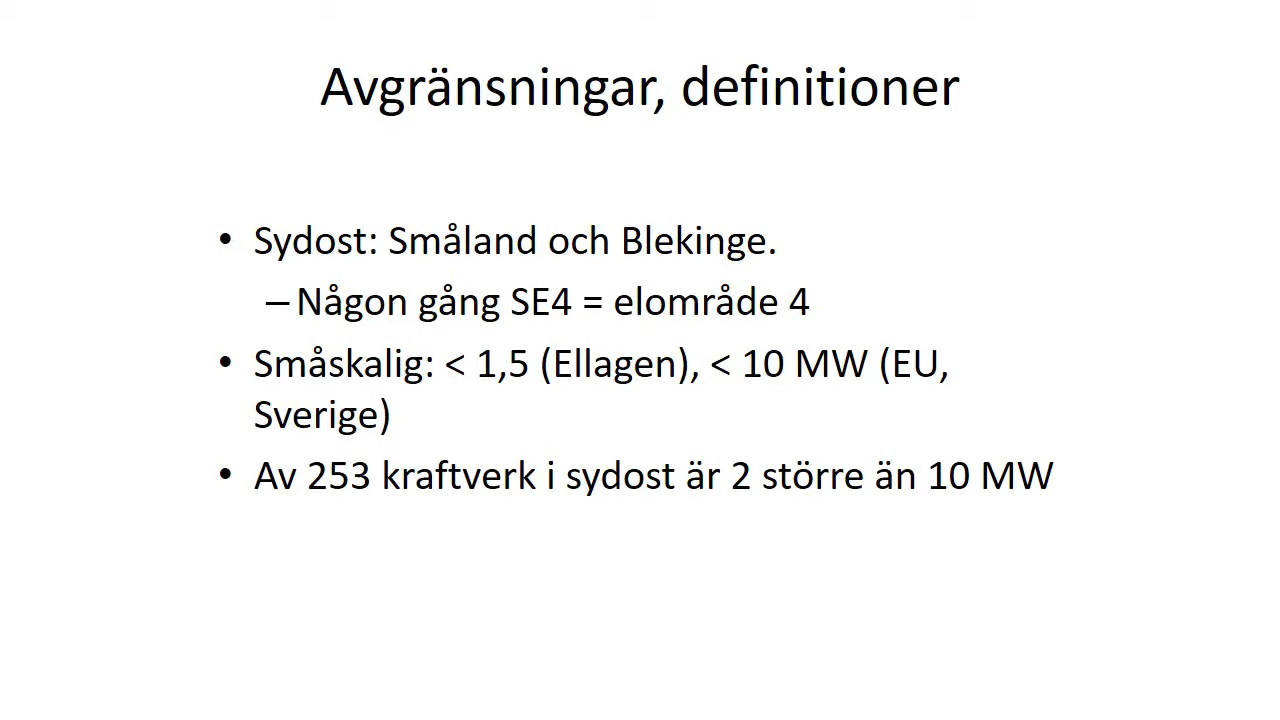 Avgränsningar, definitioner
• Sydost: Småland och Blekinge.
– Någon gång SE4 = elområde 4
• Småskalig: < 1,5 (Ellagen), < 10 MW (EU,
Sverige)
• Av 253 kraftverk i sydost är 2 större än 10 MW